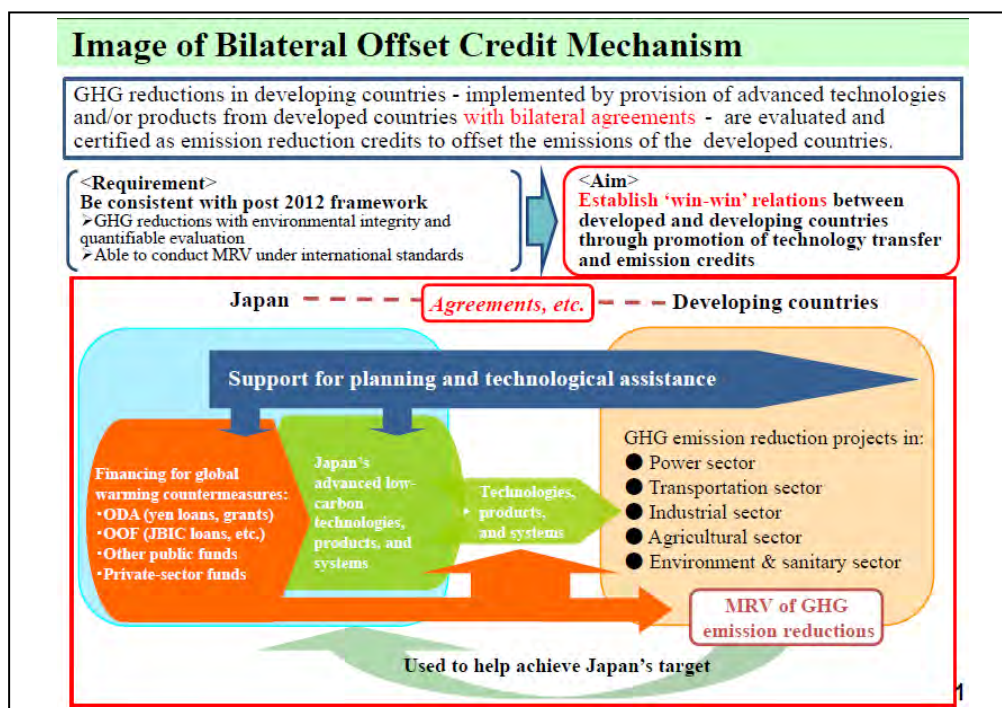 Image of Bilateral Offset Credit Mechanism
GHG reductions in developing countries - implemented by provision of advanced technologies
and/or products from developed countries with bilateral agreements - are evaluated and
certified as emission reduction credits to offset the emissions of the developed countries.
<Requirement>
Be consistent with post 2012 framework
➤GHG reductions with environmental integrity and
quantifiable evaluation
➤Able to conduct MRV under international standards
<Aim>
Establish ‘win-win’ relations between
developed and developing countries
through promotion of technology transfer
and emission credits
Japan
Agreements, etc.
Developing countries
Support for planning and technological assistance
Financing for global
warming countermeasures:
・ODA (yen loans, grants)
・OOF (JBIC loans, etc.)
・Other public funds
・Private-sector funds
Japan’s
advanced low-
carbon
technologies,
products, and
systems
Technologies,
products,
and systems
GHG emission reduction projects in:
● Power sector
● Transportation sector
● Industrial sector
● Agricultural sector
● Environment & sanitary sector
MRV of GHG
emission reductions
Used to help achieve Japan’s target
1